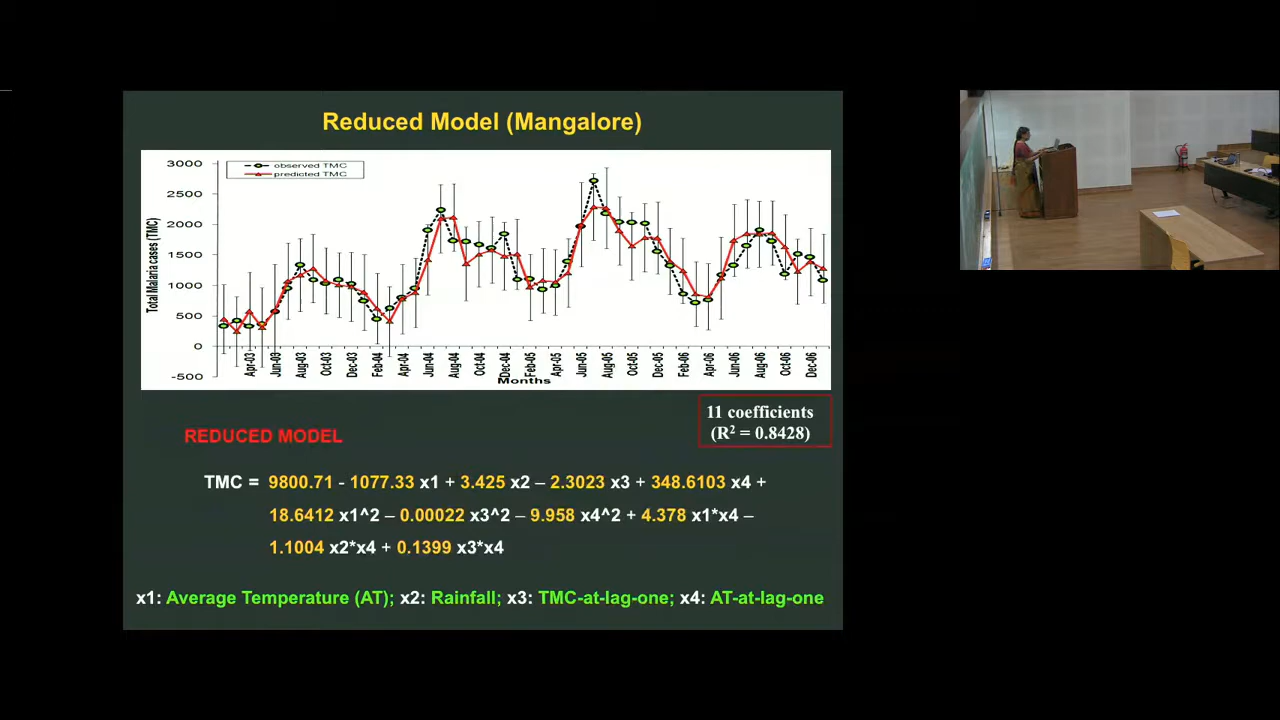 Reduced Model (Mangalore)
3000
2500
2000
1500
1000
500
0
-500
Total Malaria cases (TMC)
observed TMC
predicted TMC
Apr-03
Jun-03
Aug-03
Oct-03
Dec-03
Feb-04
Apr-04
Jun-04
Aug-04
Oct-04
Dec-04
Feb-05
Apr-05
Jun-05
Aug-05
Oct-05
Dec-05
Feb-06
Apr-06
Jun-06
Aug-06
Oct-06
Dec-06
Months
11 coefficients
(R² = 0.8428)
REDUCED MODEL
TMC = 9800.71 - 1077.33 x1 + 3.425 x2 – 2.3023 x3 + 348.6103 x4 +
18.6412 x1^2 – 0.00022 x3^2 – 9.958 x4^2 + 4.378 x1*x4 –
1.1004 x2*x4 + 0.1399 x3*x4
x1: Average Temperature (AT); x2: Rainfall; x3: TMC-at-lag-one; x4: AT-at-lag-one